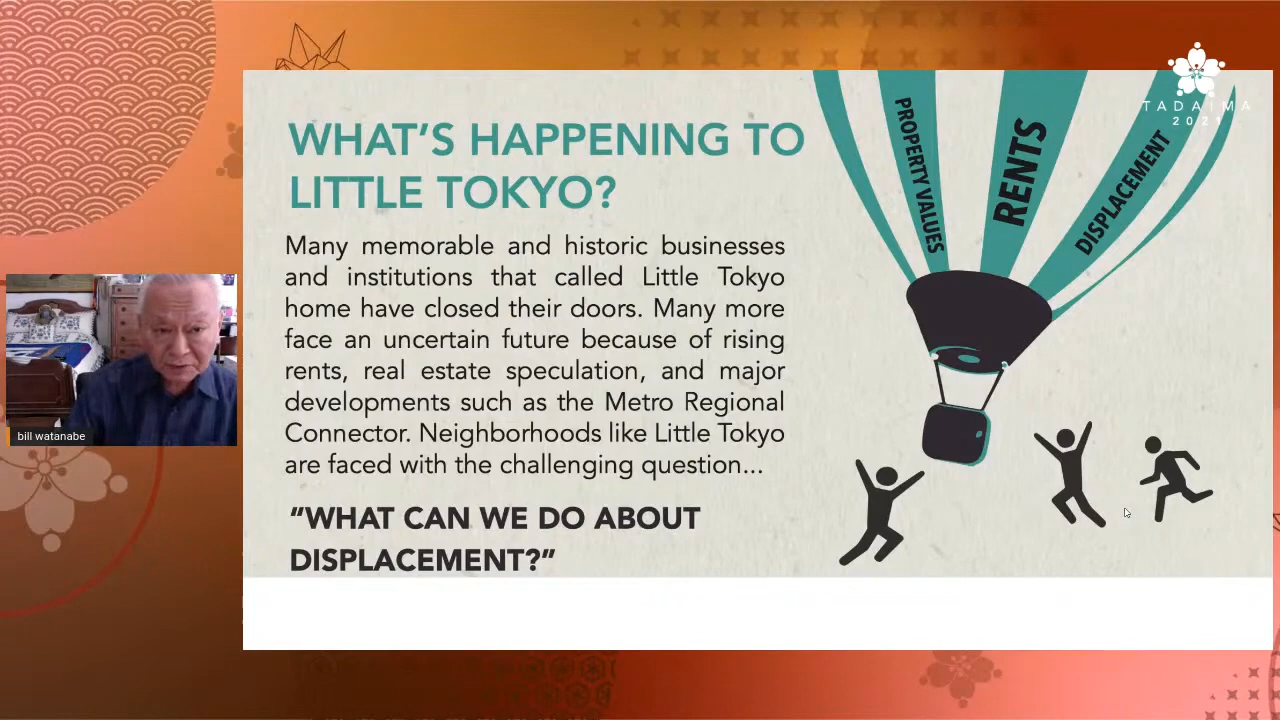 TADAIMA
2021
WHAT'S HAPPENING TO
LITTLE TOKYO?
Many memorable and historic businesses
and institutions that called Little Tokyo
home have closed their doors. Many more
face an uncertain future because of rising
rents, real estate speculation, and major
developments such as the Metro Regional
Connector. Neighborhoods like Little Tokyo
are faced with the challenging question...
“WHAT CAN WE DO ABOUT
DISPLACEMENT?”
PROPERTY VALUES
RENTS
DISPLACEMENT
bill watanabe